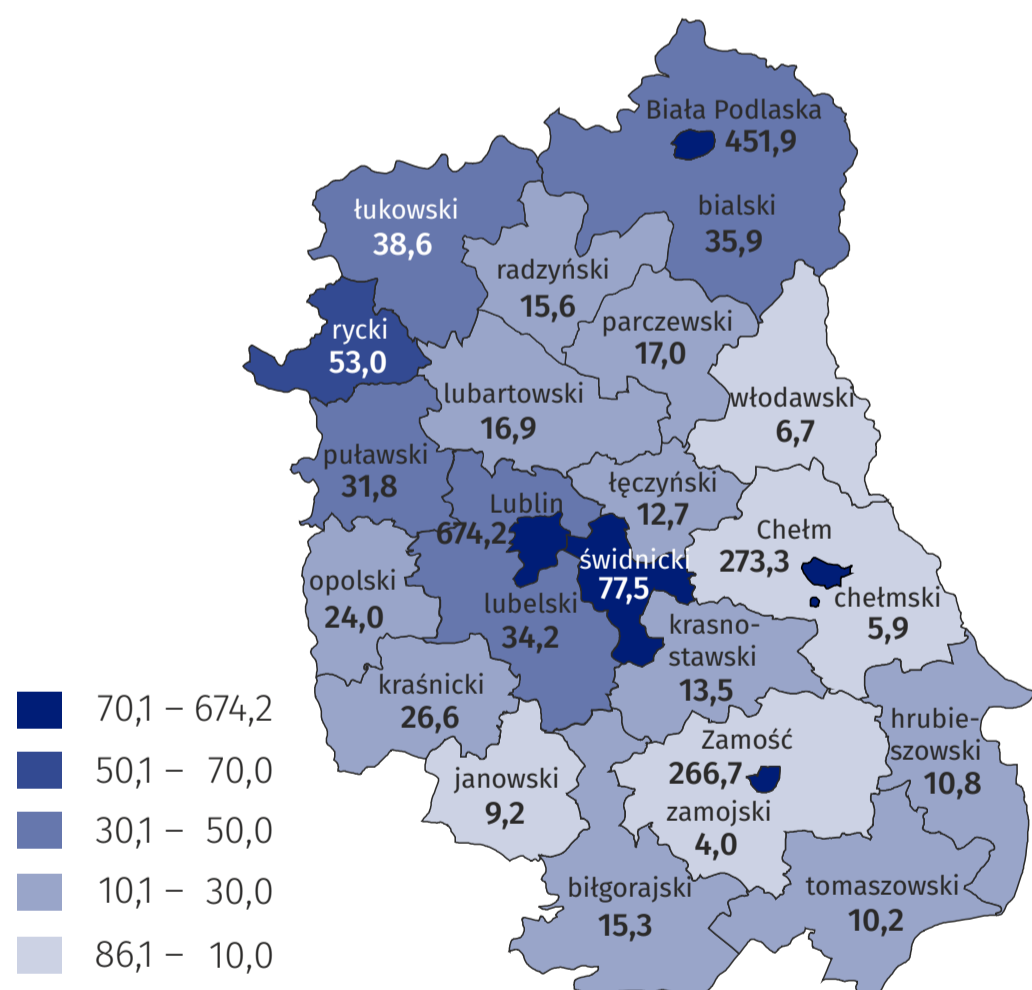 Biała Podlaska
451,9
bialski
35,9
łukowski
38,6
radzyński
15,6
rycki
53,0
parczewski
17,0
lubartowski
16,9
włodawski
6,7
puławski
31,8
łęczyński
12,7
Lublin
674,2
Chełm
273,3
świdnicki
77,5
opolski
24,0
lubelski
34,2
chełmski
5,9
krasno-
stawski
13,5
kraśnicki
26,6
hrubie-
szowski
10,8
Zamość
266,7
janowski
9,2
zamojski
4,0
biłgorajski
15,3
tomaszowski
10,2
70,1 – 674,2
50,1 – 70,0
30,1 – 50,0
10,1 – 30,0
86,1 – 10,0